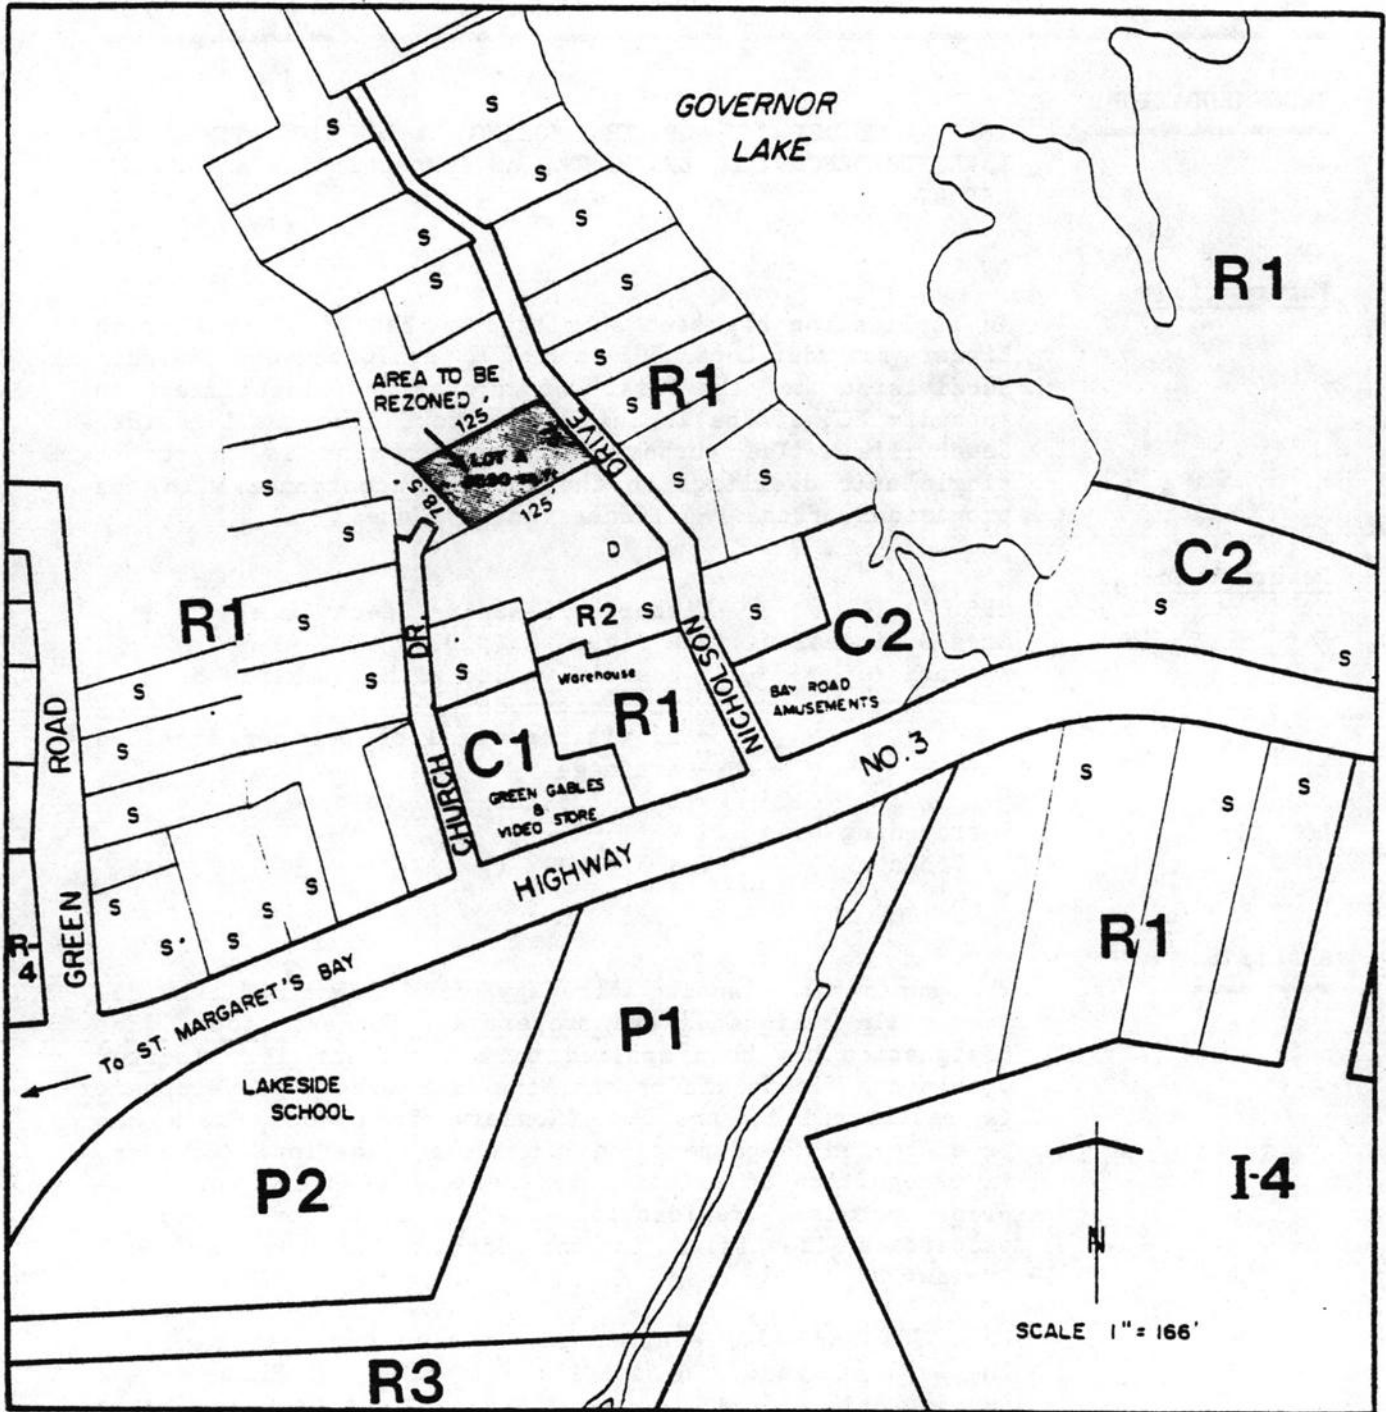 GOVERNOR
LAKE
S
S
S
S
S
S
S
R1
AREA TO BE
REZONED
125'
S
S
R1
DRIVE
LOT A
S
S
S
78.5'
125'
S
D
C2
S
R1
S
DR.
R2
S
NICHOLSON
S
C2
S
S
S
S
Warehouse
R1
BAY ROAD
AMUSEMENTS
GREEN ROAD
S
S
CHURCH
C1
GREEN GABLES
&
VIDEO STORE
NO. 3
HIGHWAY
S
S
S
S
S
S
S
S
R-4
R1
To ST. MARGARET'S BAY
P1
LAKESIDE
SCHOOL
P2
I-4
N
SCALE 1" = 166'
R3